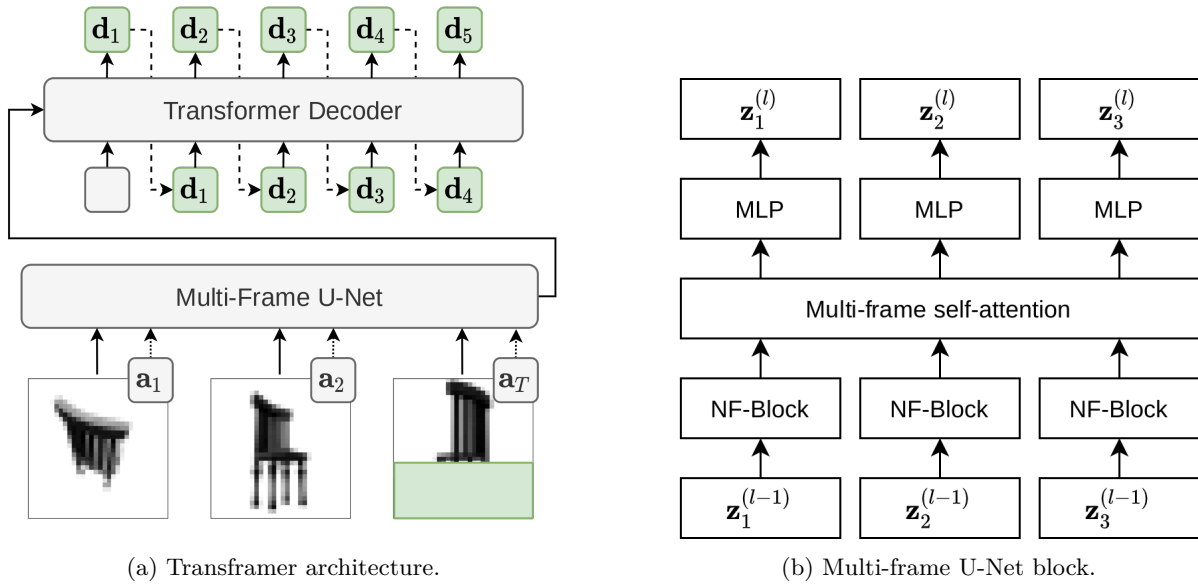 d₁ d₂ d₃ d₄ d₅
Transformer Decoder
d₁ d₂ d₃ d₄
Multi-Frame U-Net
a₁ a₂ a_T
(a) Transframer architecture.
z₁⁽ˡ⁾ z₂⁽ˡ⁾ z₃⁽ˡ⁾
MLP MLP MLP
Multi-frame self-attention
NF-Block NF-Block NF-Block
z₁⁽ˡ⁻¹⁾ z₂⁽ˡ⁻¹⁾ z₃⁽ˡ⁻¹⁾
(b) Multi-frame U-Net block.